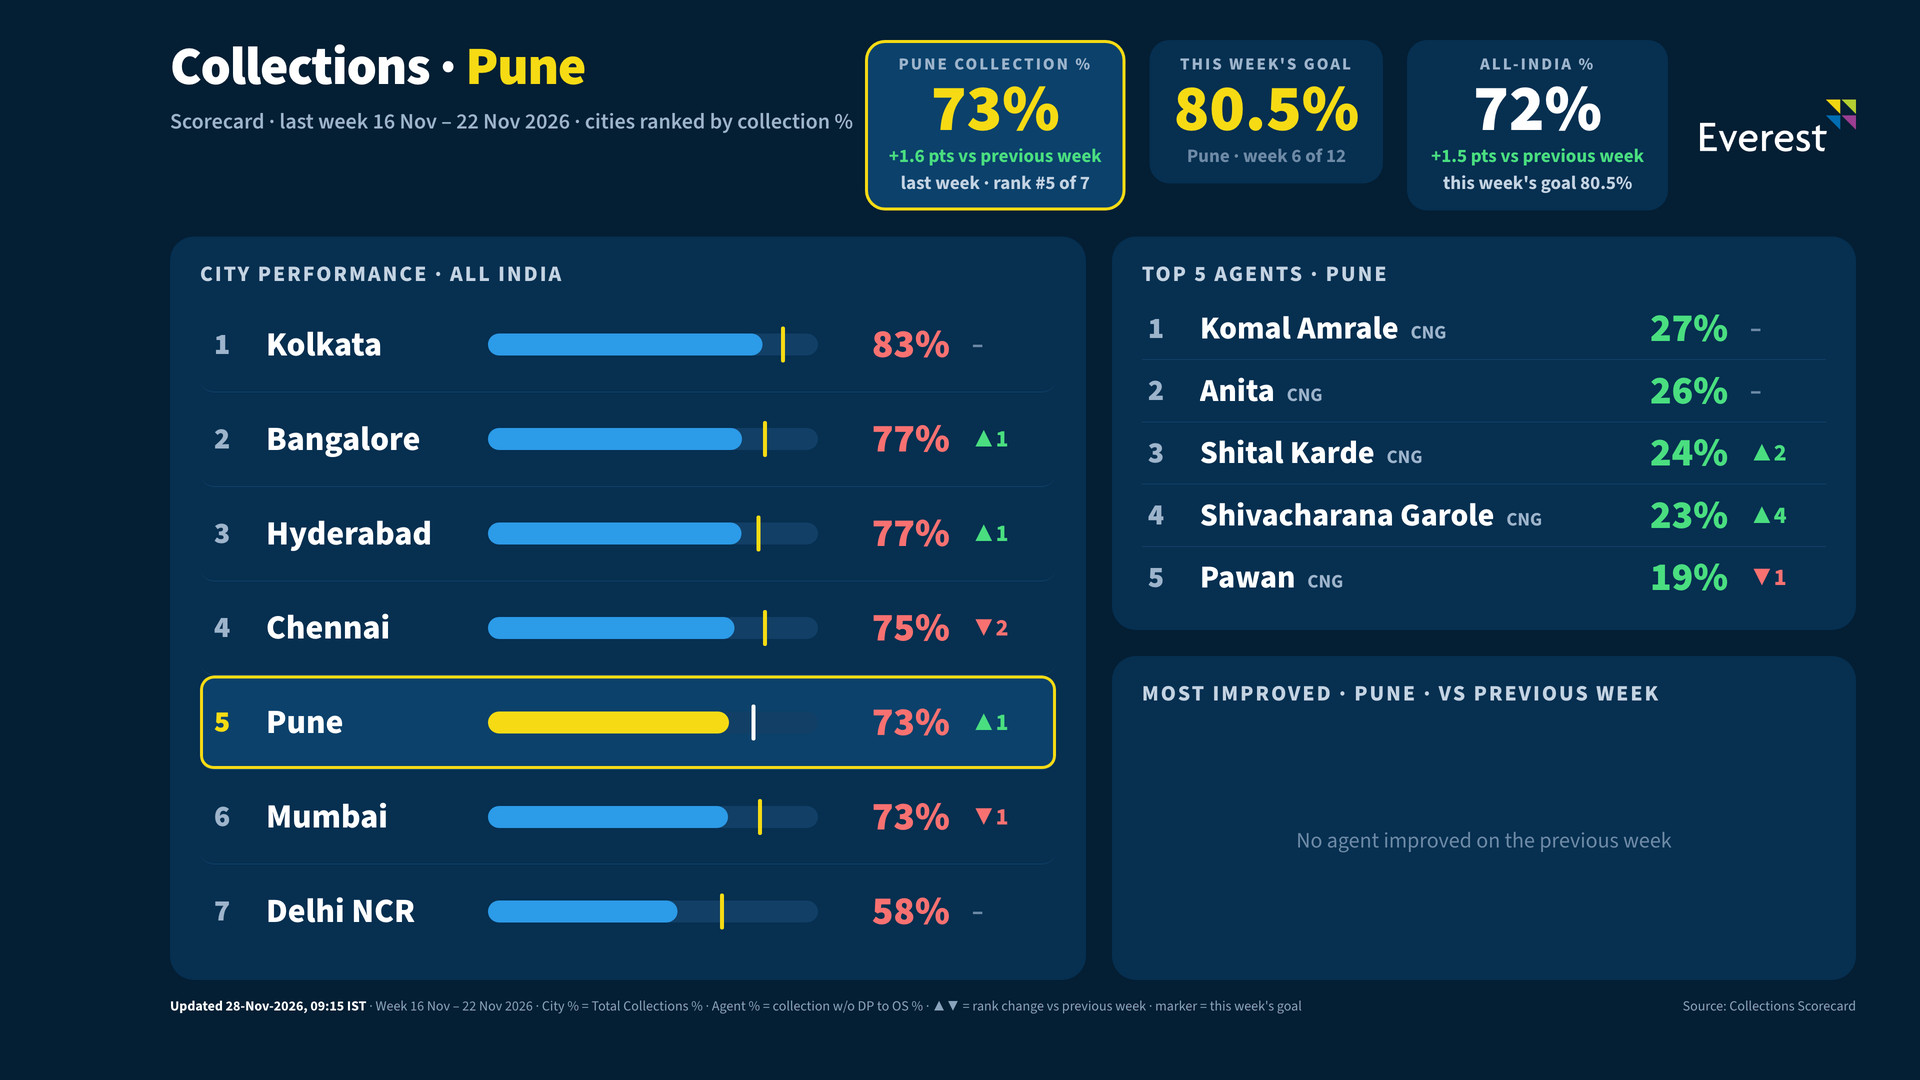 Collections · Pune
Scorecard · last week 16 Nov – 22 Nov 2026 · cities ranked by collection %
PUNE COLLECTION %
73%
+1.6 pts vs previous week
last week · rank #5 of 7
THIS WEEK'S GOAL
80.5%
Pune · week 6 of 12
ALL-INDIA %
72%
+1.5 pts vs previous week
this week's goal 80.5%
Everest
CITY PERFORMANCE · ALL INDIA
1 Kolkata 83% –
2 Bangalore 77% ▲1
3 Hyderabad 77% ▲1
4 Chennai 75% ▼2
5 Pune 73% ▲1
6 Mumbai 73% ▼1
7 Delhi NCR 58% –
TOP 5 AGENTS · PUNE
1 Komal Amrale CNG 27% –
2 Anita CNG 26% –
3 Shital Karde CNG 24% ▲2
4 Shivacharana Garole CNG 23% ▲4
5 Pawan CNG 19% ▼1
MOST IMPROVED · PUNE · VS PREVIOUS WEEK
No agent improved on the previous week
Updated 28-Nov-2026, 09:15 IST · Week 16 Nov – 22 Nov 2026 · City % = Total Collections % · Agent % = collection w/o DP to OS % · ▲▼ = rank change vs previous week · marker = this week's goal
Source: Collections Scorecard